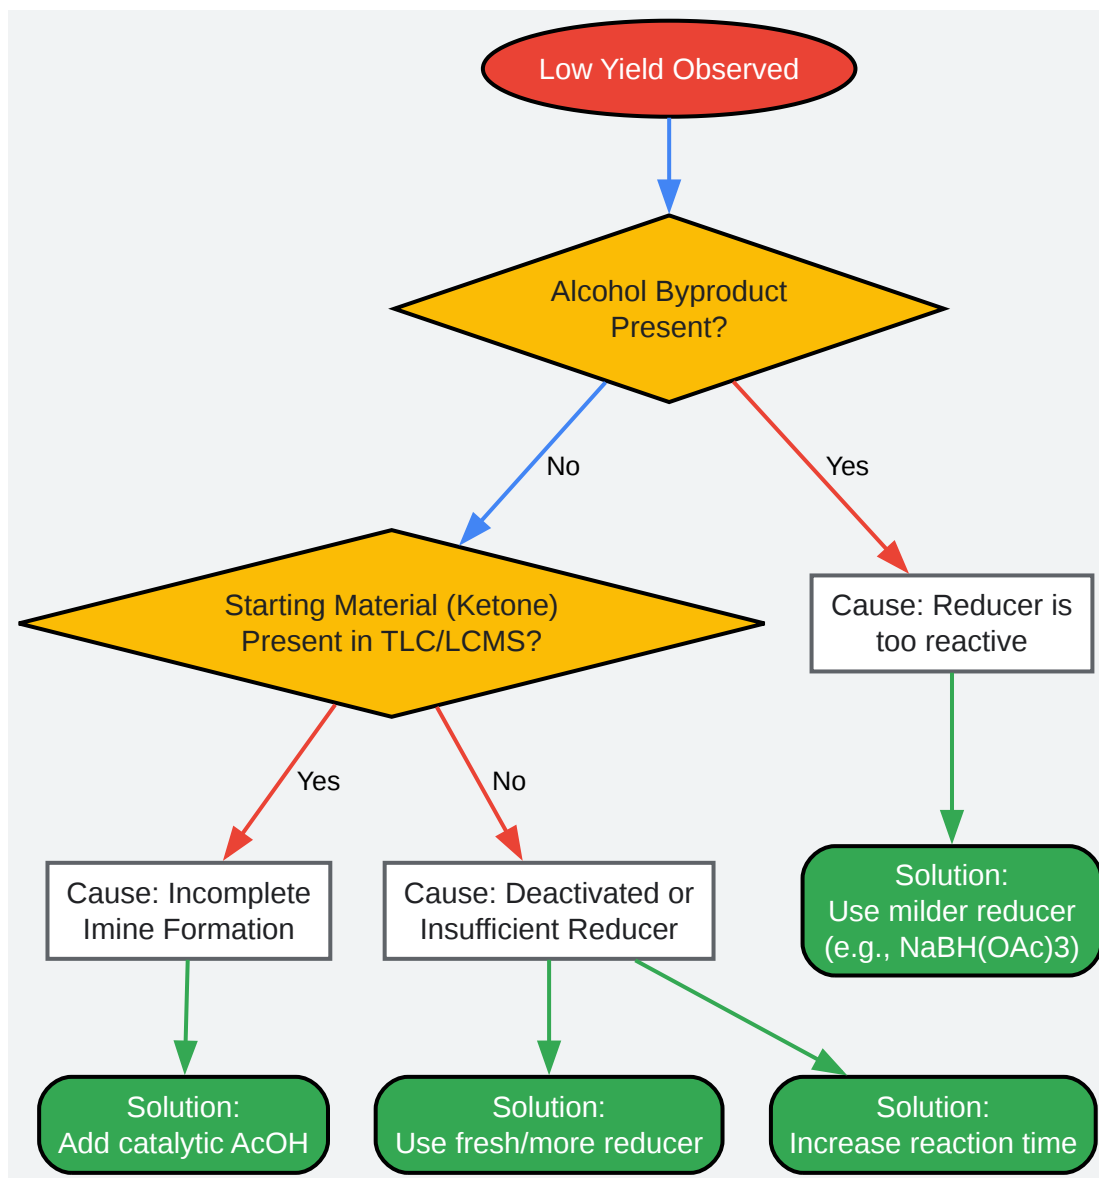 Low Yield Observed
Alcohol Byproduct
Present?
No
Yes
Starting Material (Ketone)
Present in TLC/LCMS?
Cause: Reducer is
too reactive
Yes
No
Cause: Incomplete
Imine Formation
Cause: Deactivated or
Insufficient Reducer
Solution:
Use milder reducer
(e.g., NaBH(OAc)3)
Solution:
Add catalytic AcOH
Solution:
Use fresh/more reducer
Solution:
Increase reaction time